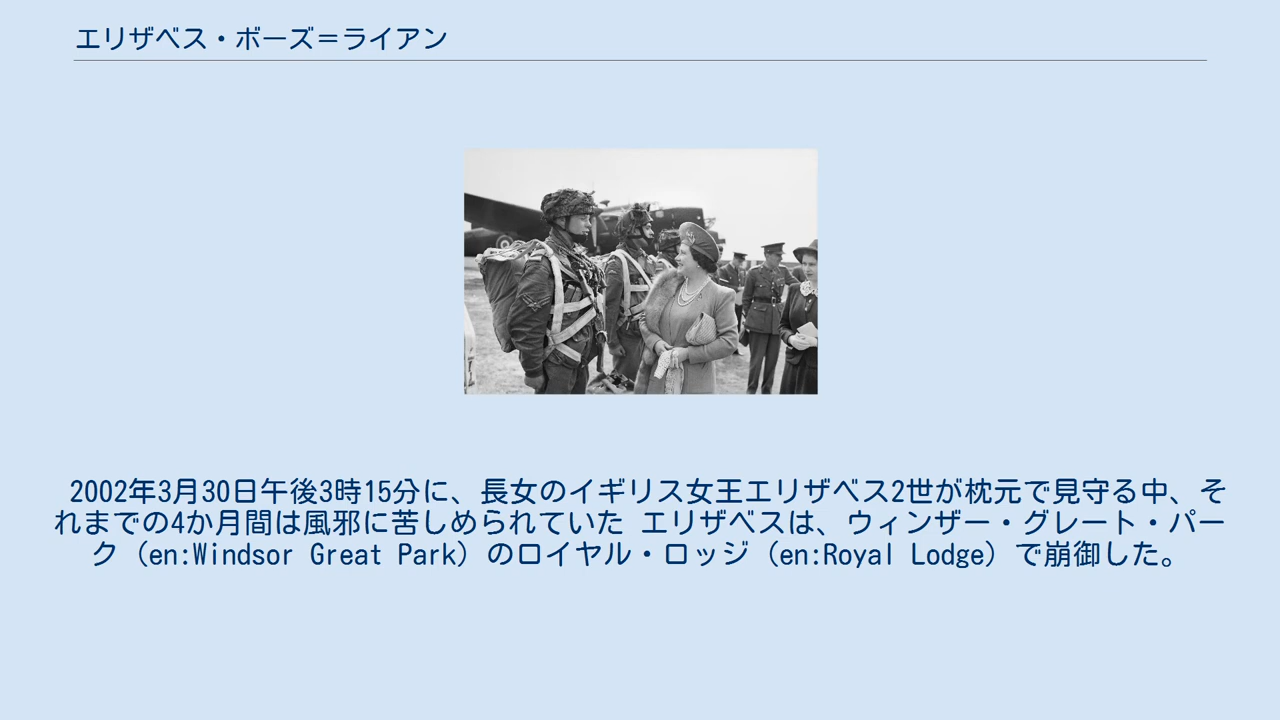 エリザベス・ボーズ＝ライアン
2002年3月30日午後3時15分に、長女のイギリス女王エリザベス2世が枕元で見守る中、そ
れまでの4か月間は風邪に苦しめられていた エリザベスは、ウィンザー・グレート・パー
ク（en:Windsor Great Park）のロイヤル・ロッジ（en:Royal Lodge）で崩御した。